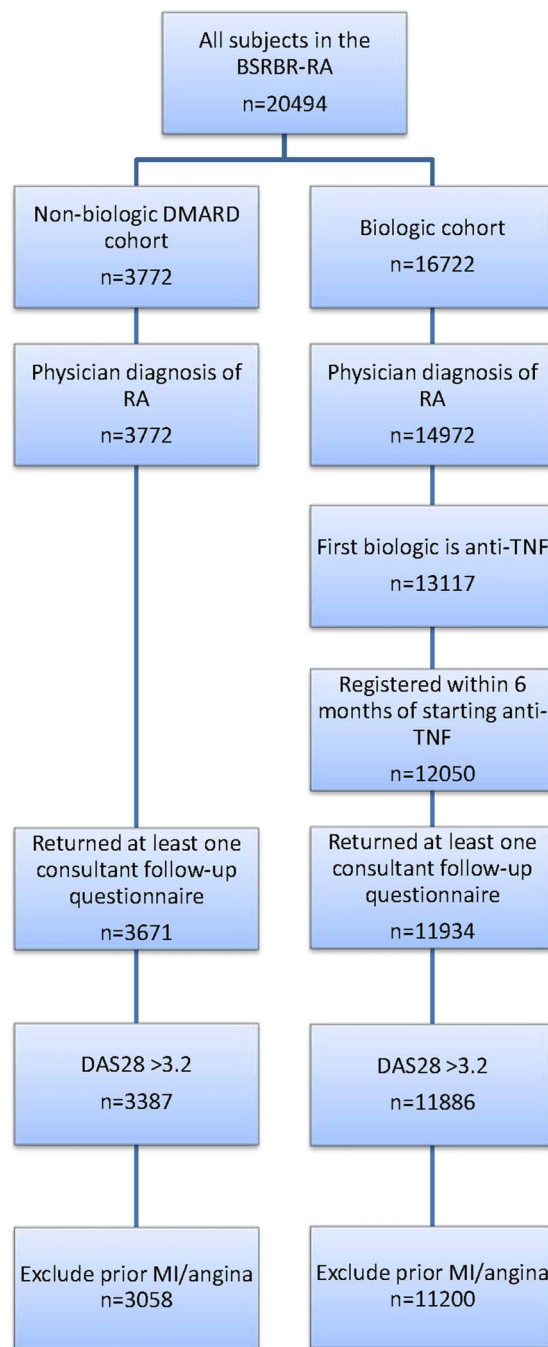 All subjects in the
BSRBR-RA
n=20494
Non-biologic DMARD
cohort
n=3772
Biologic cohort
n=16722
Physician diagnosis of
RA
n=3772
Physician diagnosis of
RA
n=14972
First biologic is anti-TNF
n=13117
Registered within 6
months of starting anti-
TNF
n=12050
Returned at least one
consultant follow-up
questionnaire
n=3671
Returned at least one
consultant follow-up
questionnaire
n=11934
DAS28 >3.2
n=3387
DAS28 >3.2
n=11886
Exclude prior MI/angina
n=3058
Exclude prior MI/angina
n=11200